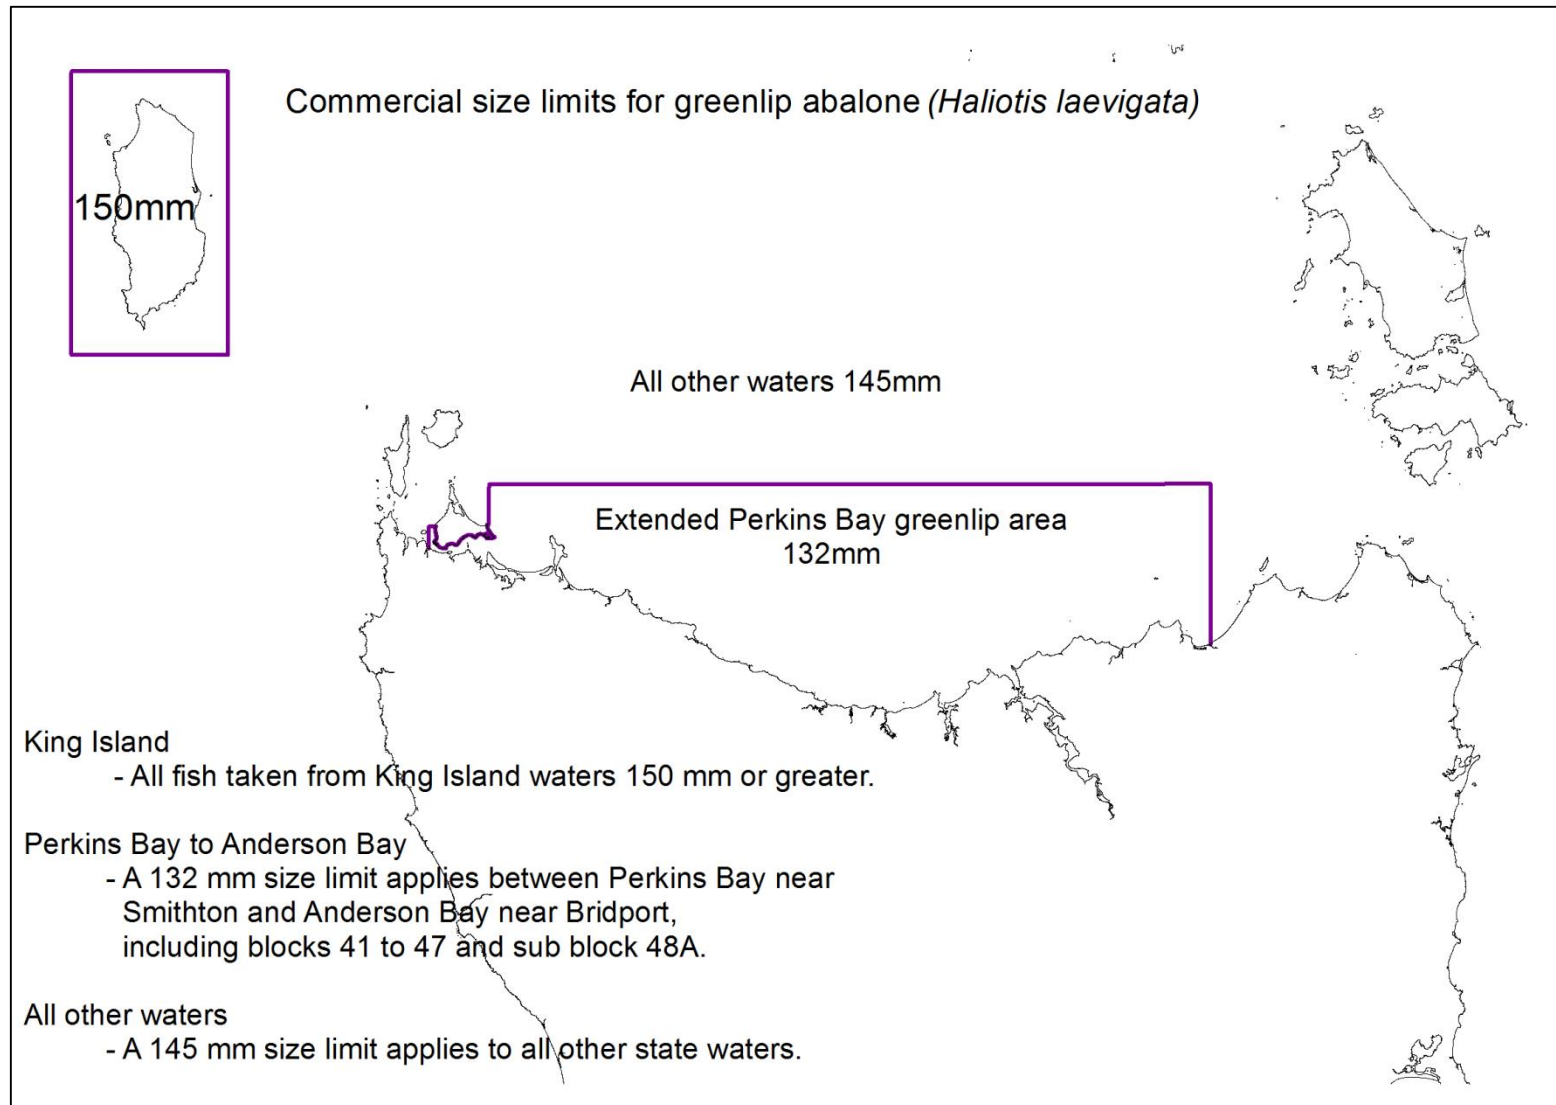 Commercial size limits for greenlip abalone (Haliotis laevigata)
150mm
All other waters 145mm
Extended Perkins Bay greenlip area
132mm
King Island
- All fish taken from King Island waters 150 mm or greater.
Perkins Bay to Anderson Bay
- A 132 mm size limit applies between Perkins Bay near
Smithton and Anderson Bay near Bridport,
including blocks 41 to 47 and sub block 48A.
All other waters
- A 145 mm size limit applies to all other state waters.